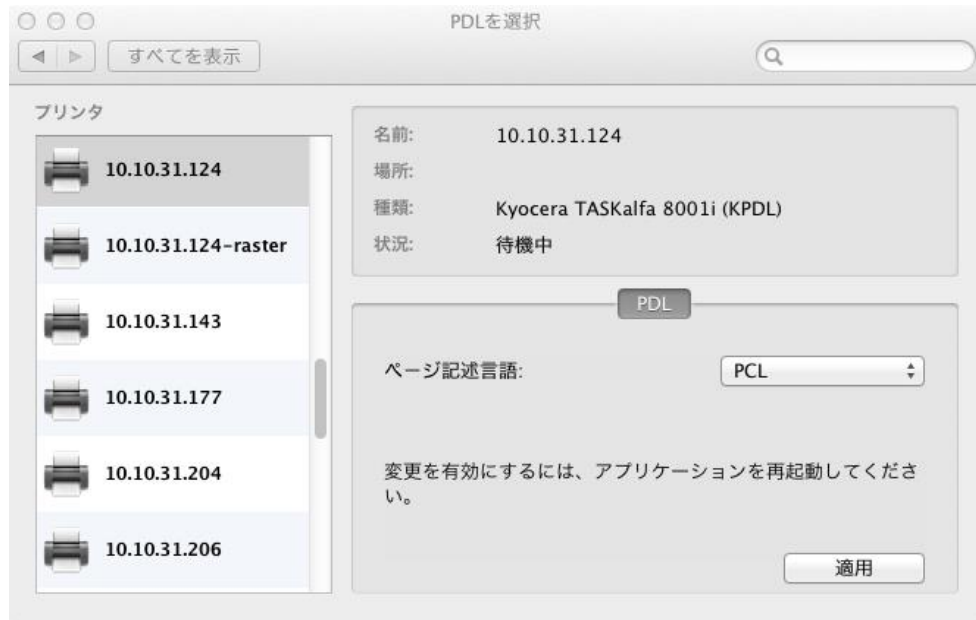 PDLを選択
すべてを表示
プリンタ
10.10.31.124
10.10.31.124-raster
10.10.31.143
10.10.31.177
10.10.31.204
10.10.31.206
名前: 10.10.31.124
場所:
種類: Kyocera TASKalfa 8001i (KPDL)
状況: 待機中
PDL
ページ記述言語: PCL
変更を有効にするには、アプリケーションを再起動してくださ
い。
適用